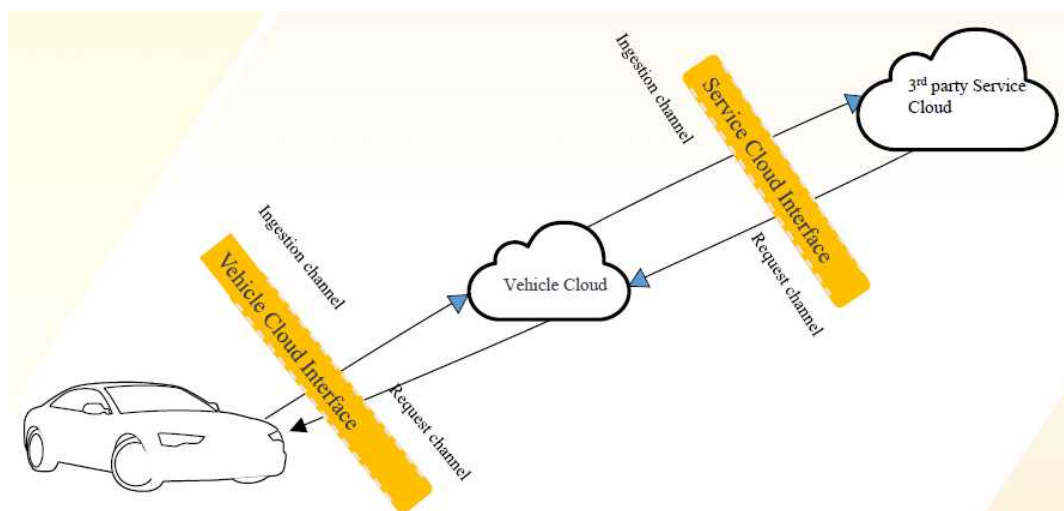 Ingestion channel
Service Cloud Interface
3rd party Service
Cloud
Request channel
Ingestion channel
Vehicle Cloud Interface
Vehicle Cloud
Request channel